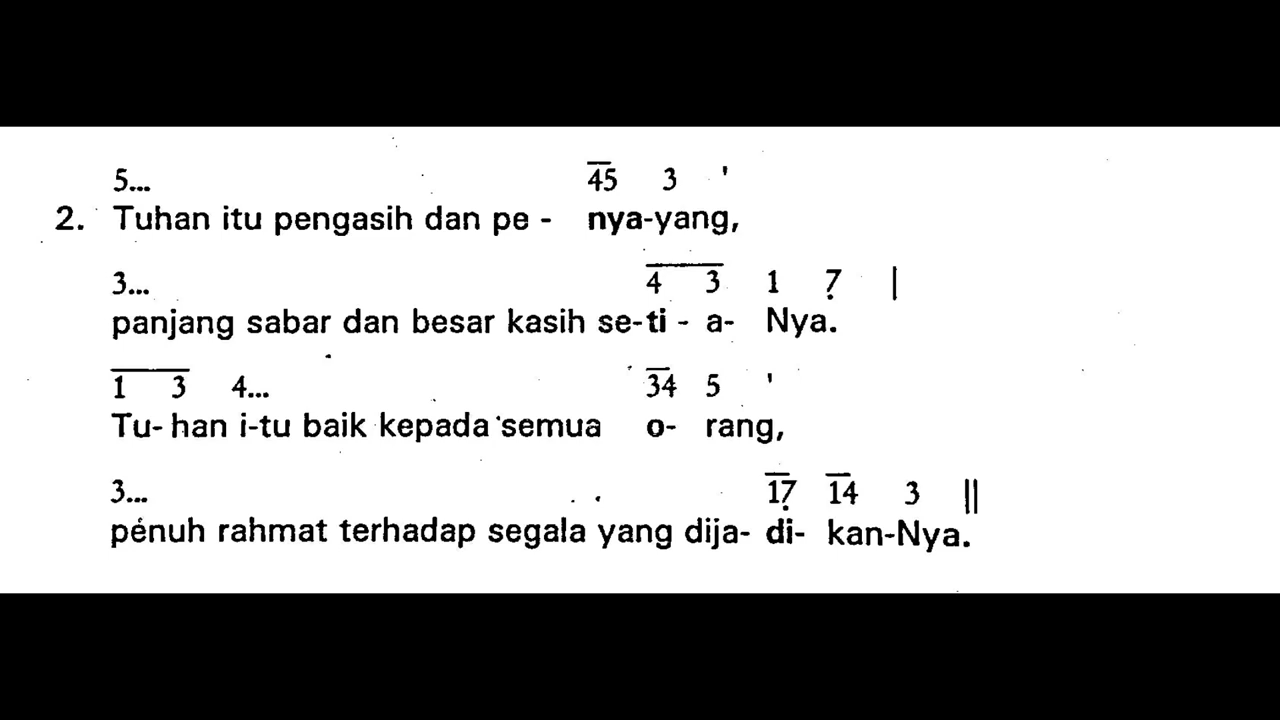 5... 45 3 '
2. Tuhan itu pengasih dan pe - nya-yang,
3... 4 3 1 7̣ |
panjang sabar dan besar kasih se-ti - a- Nya.
1 3 4... 34 5 '
Tu- han i-tu baik kepada semua o- rang,
3... 17̣ 14 3 ||
penuh rahmat terhadap segala yang dija- di- kan-Nya.